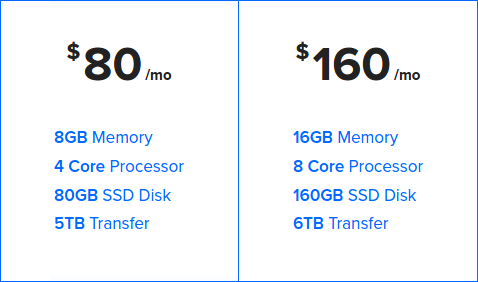 $80/mo
8GB Memory
4 Core Processor
80GB SSD Disk
5TB Transfer
$160/mo
16GB Memory
8 Core Processor
160GB SSD Disk
6TB Transfer